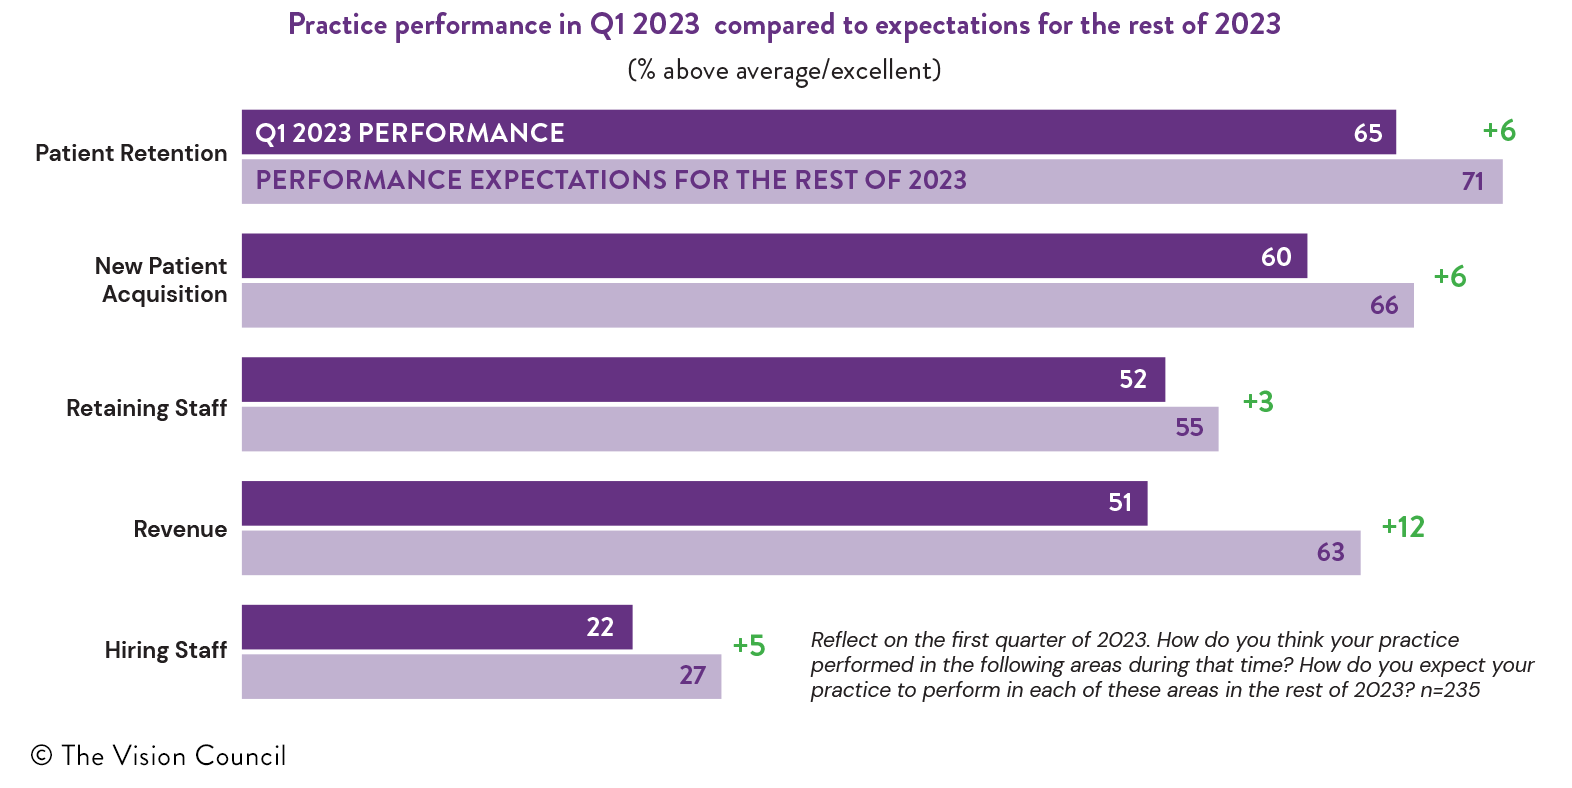 Practice performance in Q1 2023 compared to expectations for the rest of 2023
(% above average/excellent)
Patient Retention
Q1 2023 PERFORMANCE
65
+6
PERFORMANCE EXPECTATIONS FOR THE REST OF 2023
71
New Patient
Acquisition
60
66
+6
Retaining Staff
52
55
+3
Revenue
51
63
+12
Hiring Staff
22
27
+5
Reflect on the first quarter of 2023. How do you think your practice
performed in the following areas during that time? How do you expect your
practice to perform in each of these areas in the rest of 2023? n=235
© The Vision Council